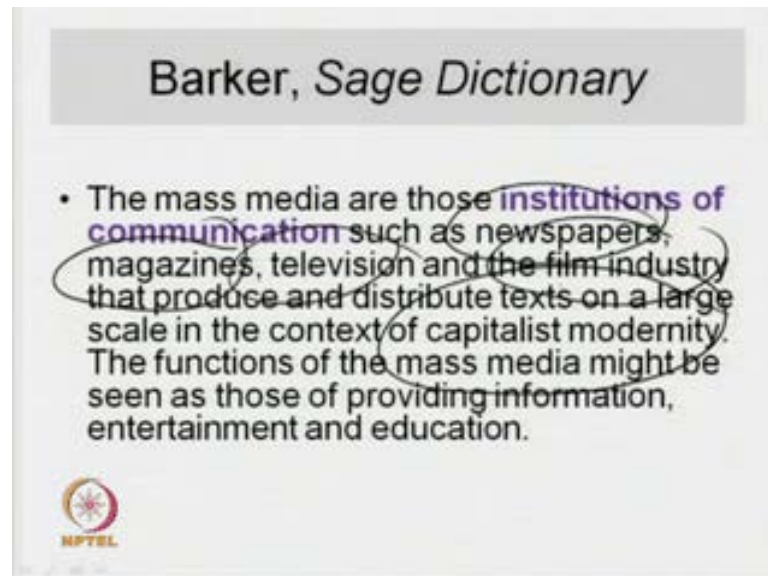 Barker, Sage Dictionary
• The mass media are those institutions of
communication such as newspapers,
magazines, television and the film industry
that produce and distribute texts on a large
scale in the context of capitalist modernity.
The functions of the mass media might be
seen as those of providing information,
entertainment and education.
NPTEL